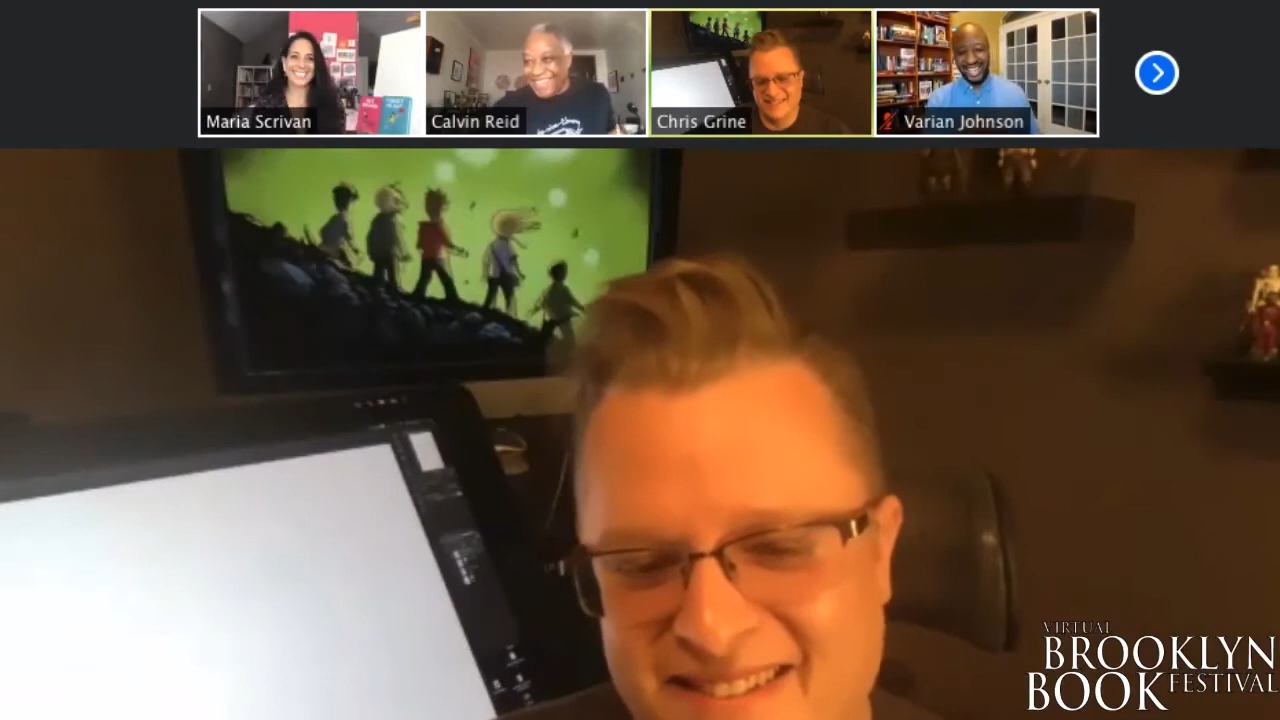 Maria Scrivan
Calvin Reid
Chris Grine
Varian Johnson
VIRTUAL
BROOKLYN
BOOK FESTIVAL